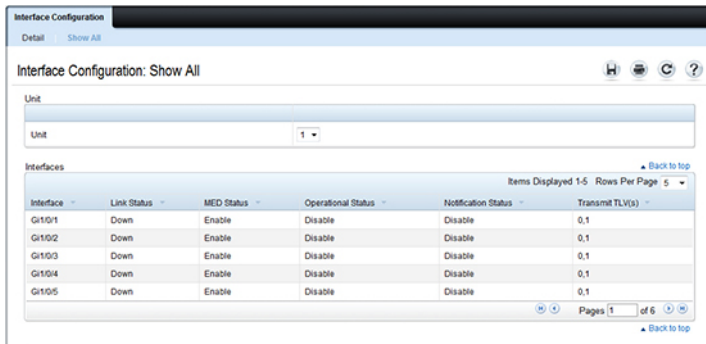 Interface Configuration
Detail Show All
Interface Configuration: Show All
?
Unit
Unit 1
Interfaces Back to top
Items Displayed 1-5 Rows Per Page 5
Interface Link Status MED Status Operational Status Notification Status Transmit TLV(s)
Gi1/0/1 Down Enable Disable Disable 0,1
Gi1/0/2 Down Enable Disable Disable 0,1
Gi1/0/3 Down Enable Disable Disable 0,1
Gi1/0/4 Down Enable Disable Disable 0,1
Gi1/0/5 Down Enable Disable Disable 0,1
Pages 1 of 6
Back to top